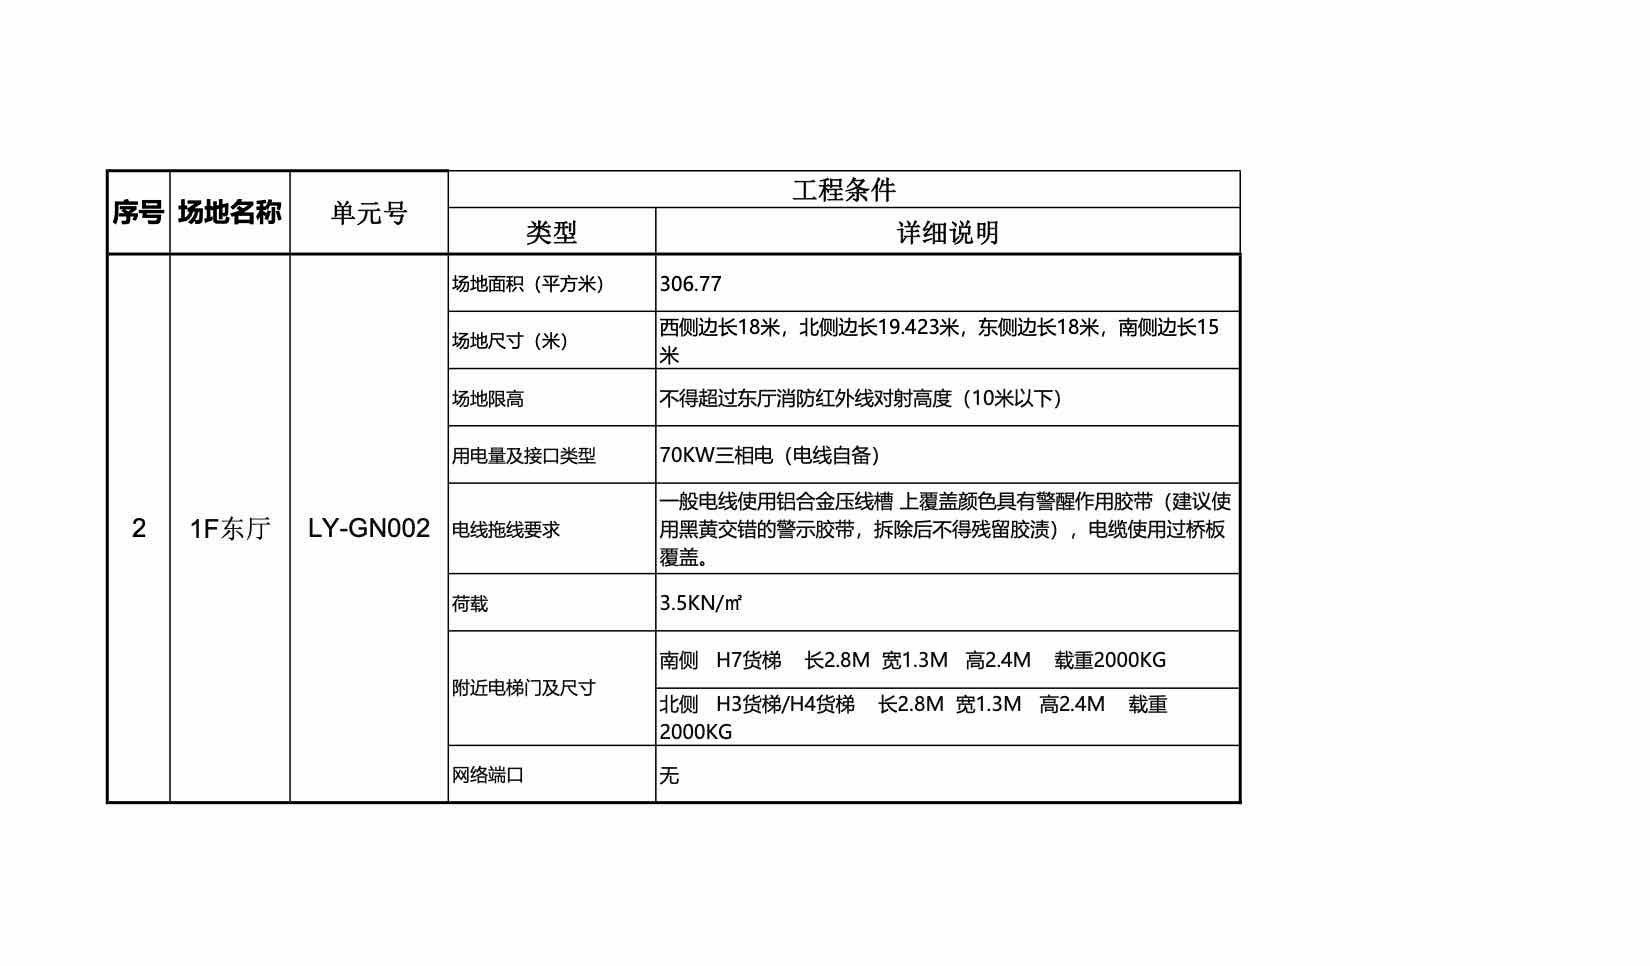 序号 场地名称 单元号 工程条件
类型 详细说明
2 1F东厅 LY-GN002
场地面积（平方米） 306.77
场地尺寸（米） 西侧边长18米，北侧边长19.423米，东侧边长18米，南侧边长15
米
场地限高 不得超过东厅消防红外线对射高度（10米以下）
用电量及接口类型 70KW三相电（电线自备）
电线拖线要求 一般电线使用铝合金压线槽 上覆盖颜色具有警醒作用胶带（建议使
用黑黄交错的警示胶带，拆除后不得残留胶渍），电缆使用过桥板
覆盖。
荷载 3.5KN/㎡
附近电梯门及尺寸 南侧 H7货梯 长2.8M 宽1.3M 高2.4M 载重2000KG
北侧 H3货梯/H4货梯 长2.8M 宽1.3M 高2.4M 载重
2000KG
网络端口 无